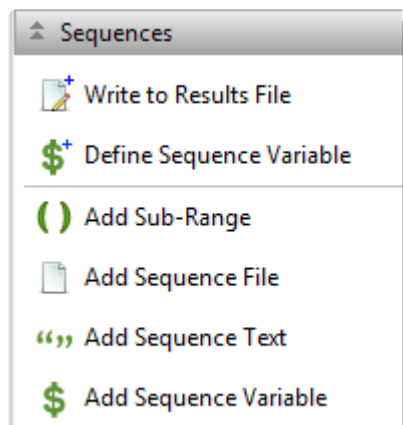 Sequences
Write to Results File
Define Sequence Variable
Add Sub-Range
Add Sequence File
Add Sequence Text
Add Sequence Variable